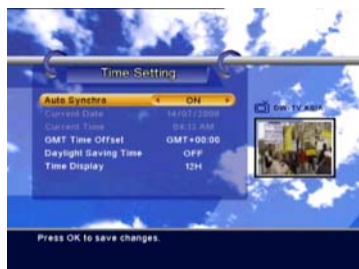 Time Setting
Auto Synchro ON
Current Date 14/07/2008
Current Time 04:12 AM
GMT Time Offset GMT+00:00
Daylight Saving Time OFF
Time Display 12H
DW-TV ASIA
Press OK to save changes.